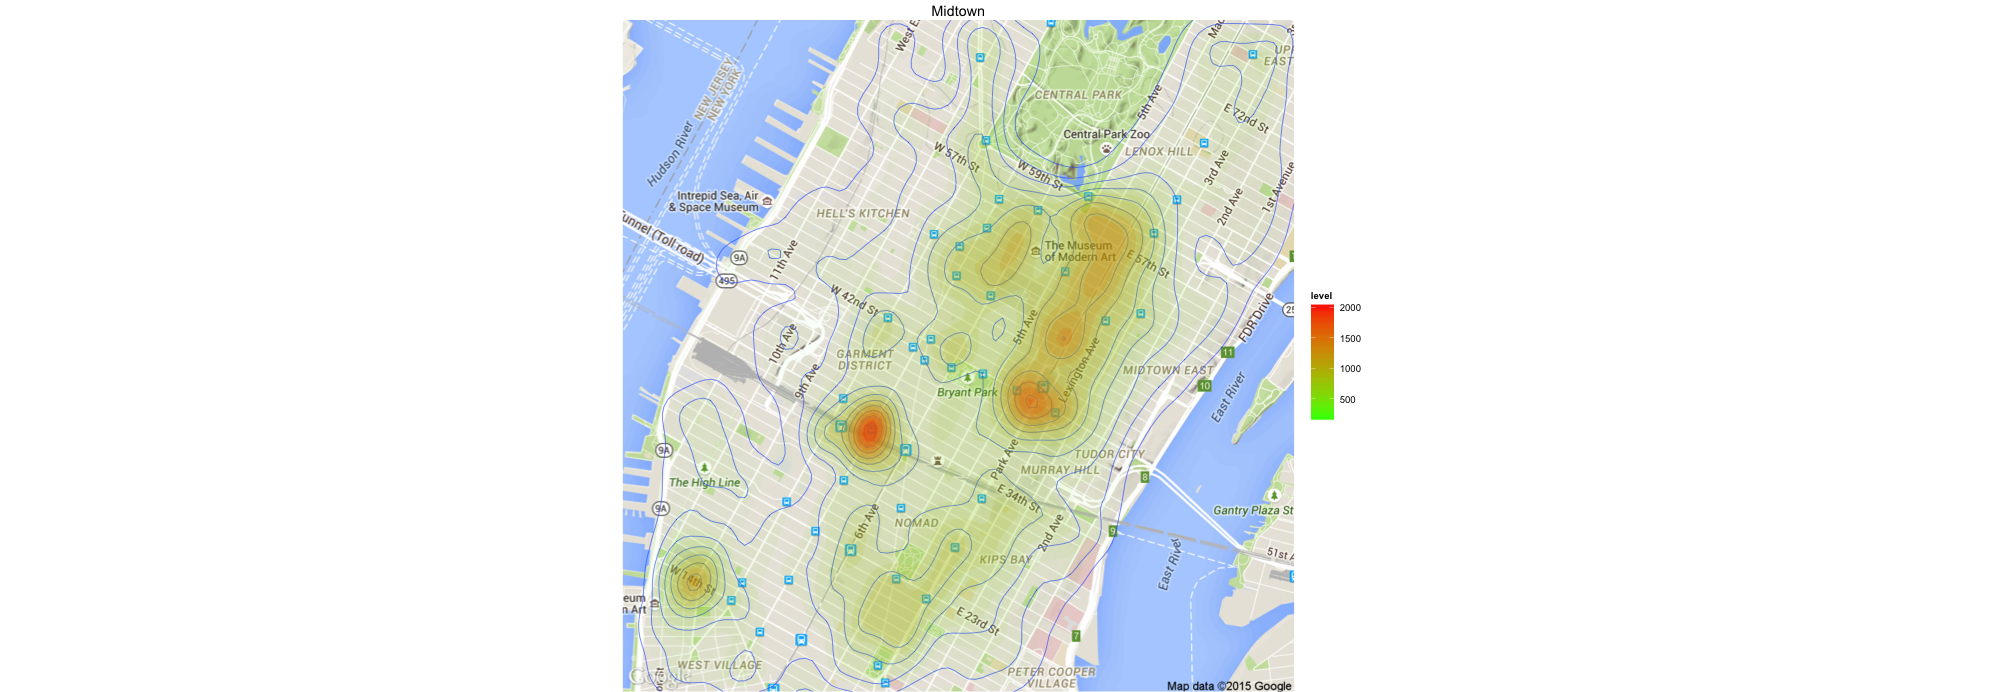 Midtown
West E
Mac
UPP
EAST
NEW JERSEY
NEW YORK
CENTRAL PARK
5th Ave
E 72nd St
Hudson River
Central Park Zoo
W 57th St
LENOX HILL
W 59th St
3rd Ave
1st Avenue
Intrepid Sea, Air
& Space Museum
2nd Ave
HELL'S KITCHEN
unnel (Toll road)
The Museum
of Modern Art
9A
11th Ave
E 57th St
495
W 42nd St
level
2000
1500
1000
500
25
FDR Drive
5th Ave
10th Ave
GARMENT
DISTRICT
Lexington Ave
11
MIDTOWN EAST
9th Ave
Bryant Park
10
East River
9A
Park Ave
TUDOR CITY
MURRAY HILL
The High Line
8
E 34th St
9A
Gantry Plaza St
6th Ave
NOMAD
2nd Ave
9
KIPS BAY
East River
51st A
W 14th St
eum
n Art
E 23rd St
7
WEST VILLAGE
PETER COOPER
VILLAGE
Google
Map data ©2015 Google